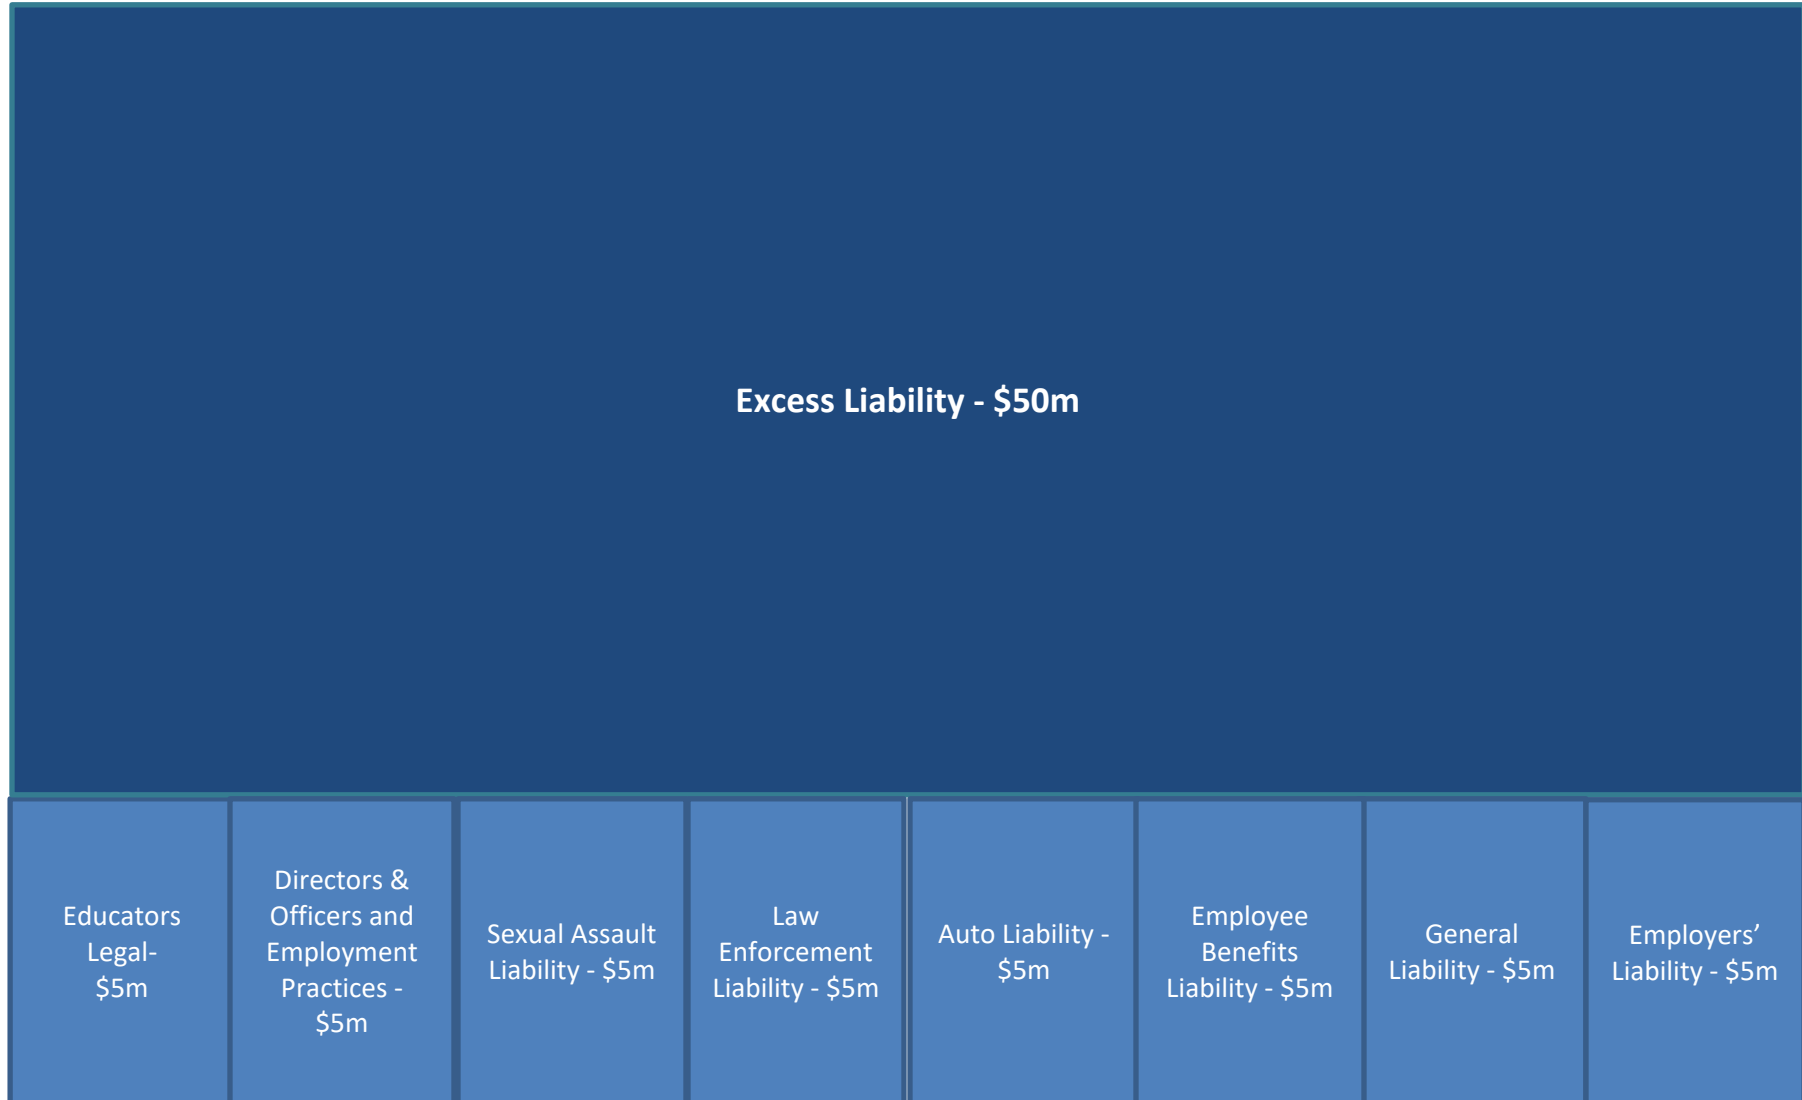 Excess Liability - $50m
Educators
Legal-
$5m
Directors &
Officers and
Employment
Practices -
$5m
Sexual Assault
Liability - $5m
Law
Enforcement
Liability - $5m
Auto Liability -
$5m
Employee
Benefits
Liability - $5m
General
Liability - $5m
Employers’
Liability - $5m